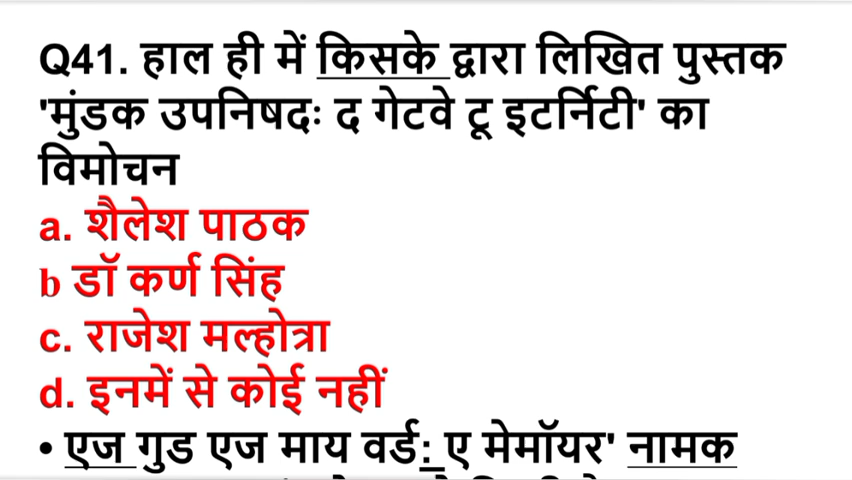 Q41. हाल ही में किसके द्वारा लिखित पुस्तक
'मुंडक उपनिषदः द गेटवे टू इटर्निटी' का
विमोचन
a. शैलेश पाठक
b डॉ कर्ण सिंह
c. राजेश मल्होत्रा
d. इनमें से कोई नहीं
• एज गुड एज माय वर्ड: ए मेमॉयर' नामक